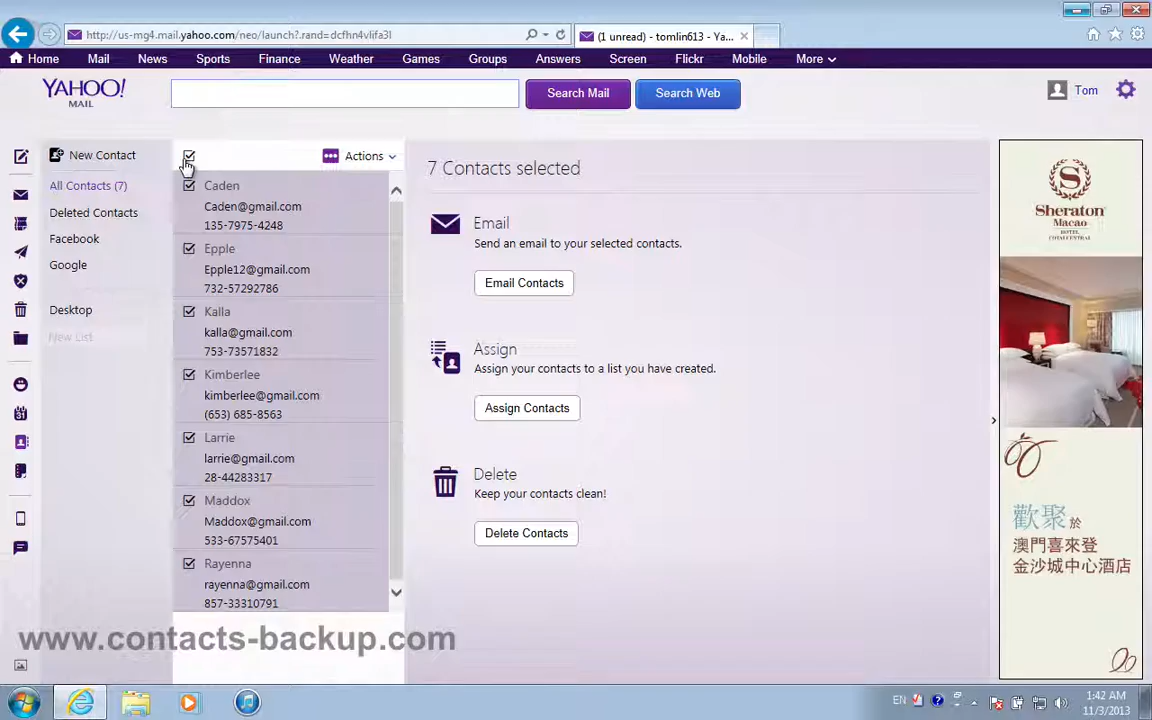 http://us-mg4.mail.yahoo.com/neo/launch?.rand=dcfhn4vlifa3l
(1 unread) - tomlin613 - Ya...
Home Mail News Sports Finance Weather Games Groups Answers Screen Flickr Mobile More
YAHOO!
MAIL
Search Mail
Search Web
Tom
New Contact
All Contacts (7)
Deleted Contacts
Facebook
Google
Desktop
New List
Actions
Caden
Caden@gmail.com
135-7975-4248
Epple
Epple12@gmail.com
732-57292786
Kalla
kalla@gmail.com
753-73571832
Kimberlee
kimberlee@gmail.com
(653) 685-8563
Larrie
larrie@gmail.com
28-44283317
Maddox
Maddox@gmail.com
533-67575401
Rayenna
rayenna@gmail.com
857-33310791
7 Contacts selected
Email
Send an email to your selected contacts.
Email Contacts
Assign
Assign your contacts to a list you have created.
Assign Contacts
Delete
Keep your contacts clean!
Delete Contacts
Sheraton
Macao
HOTEL
COTAI CENTRAL
歡聚於
澳門喜來登
金沙城中心酒店
www.contacts-backup.com
EN
1:42 AM
11/3/2013